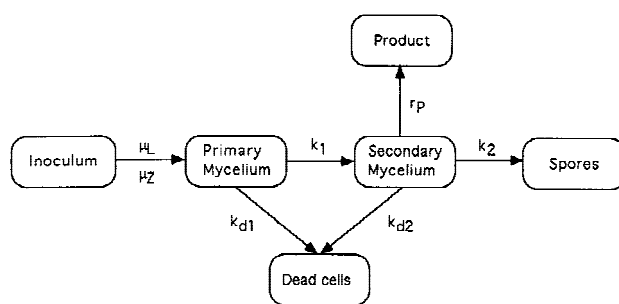 Product
rp
μL
μZ
Inoculum
Primary
Mycelium
k1
Secondary
Mycelium
k2
Spores
kd1
kd2
Dead cells